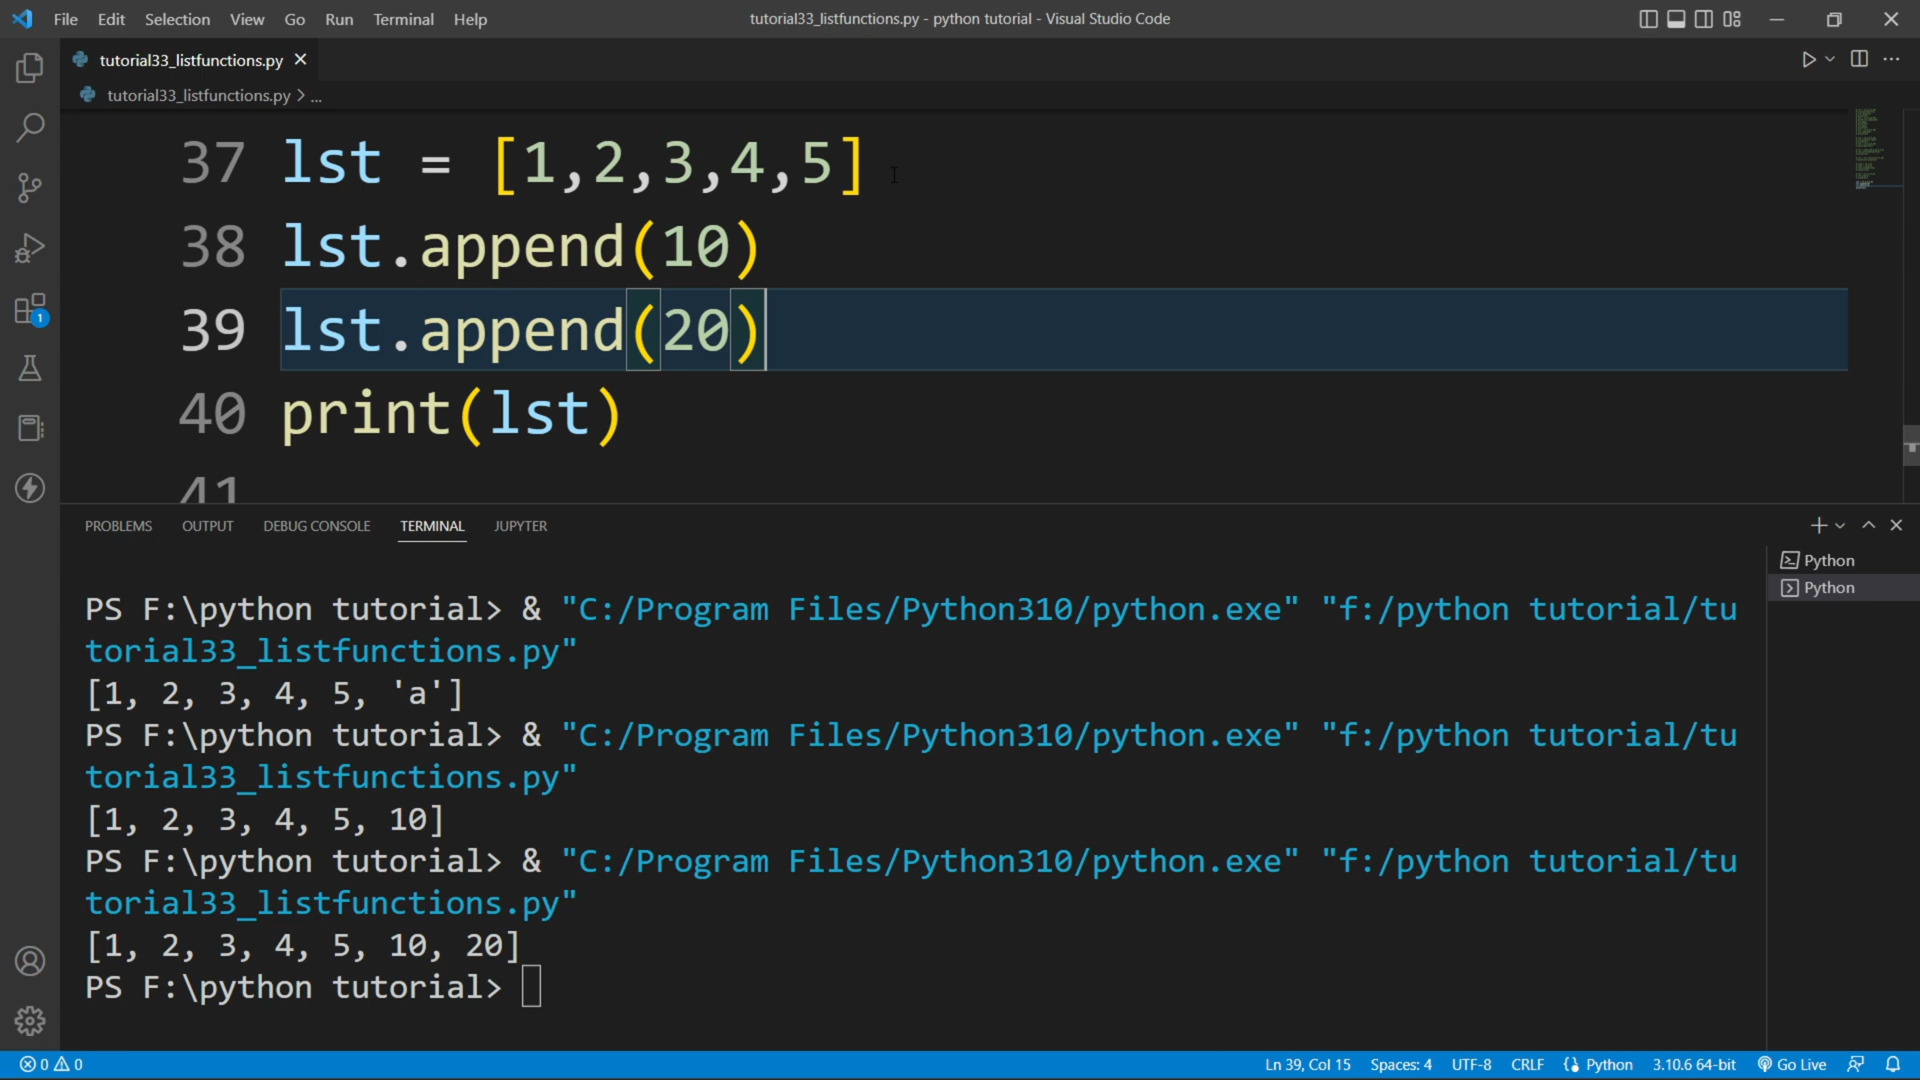 File Edit Selection View Go Run Terminal Help
tutorial33_listfunctions.py - python tutorial - Visual Studio Code
tutorial33_listfunctions.py
tutorial33_listfunctions.py > ...
37 lst = [1,2,3,4,5]
38 lst.append(10)
39 lst.append(20)
40 print(lst)
41
PROBLEMS OUTPUT DEBUG CONSOLE TERMINAL JUPYTER
Python
Python
1
PS F:\python tutorial> & "C:/Program Files/Python310/python.exe" "f:/python tutorial/tu
torial33_listfunctions.py"
[1, 2, 3, 4, 5, 'a']
PS F:\python tutorial> & "C:/Program Files/Python310/python.exe" "f:/python tutorial/tu
torial33_listfunctions.py"
[1, 2, 3, 4, 5, 10]
PS F:\python tutorial> & "C:/Program Files/Python310/python.exe" "f:/python tutorial/tu
torial33_listfunctions.py"
[1, 2, 3, 4, 5, 10, 20]
PS F:\python tutorial>
0 0 Ln 39, Col 15 Spaces: 4 UTF-8 CRLF Python 3.10.6 64-bit Go Live